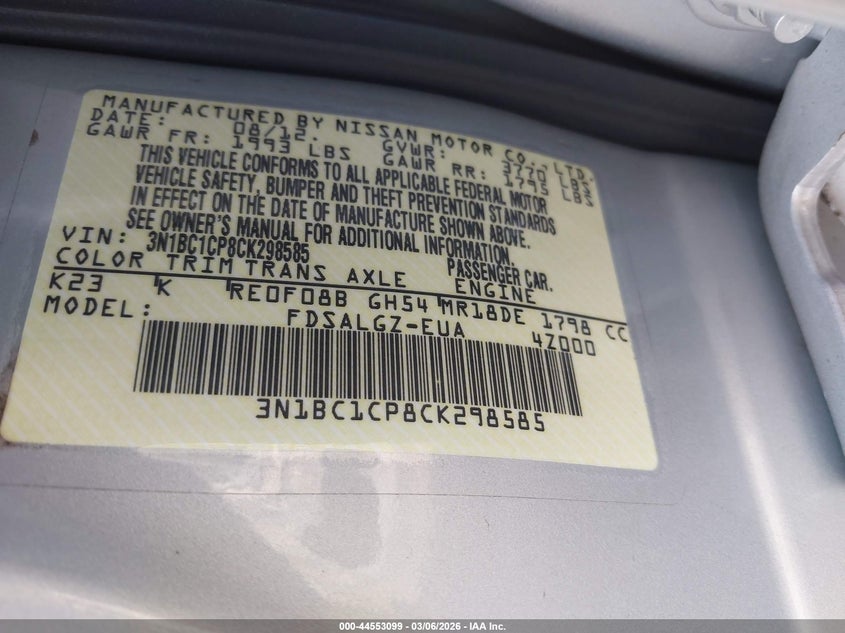 MANUFACTURED BY NISSAN MOTOR CO., LTD.
DATE: 08/12. GVWR: 3770 LBS
GAWR FR: 1993 LBS GAWR RR: 1795 LBS
THIS VEHICLE CONFORMS TO ALL APPLICABLE FEDERAL MOTOR
VEHICLE SAFETY, BUMPER AND THEFT PREVENTION STANDARDS
IN EFFECT ON THE DATE OF MANUFACTURE SHOWN ABOVE.
SEE OWNER'S MANUAL FOR ADDITIONAL INFORMATION.
VIN: 3N1BC1CP8CK298585 PASSENGER CAR.
COLOR TRIM TRANS AXLE ENGINE
K23 K RE0F08B GH54 MR18DE 1798 CC
MODEL: FDSALGZ-EUA
4Z000
3N1BC1CP8CK298585
000-44553099 - 03/06/2026 - IAA Inc.